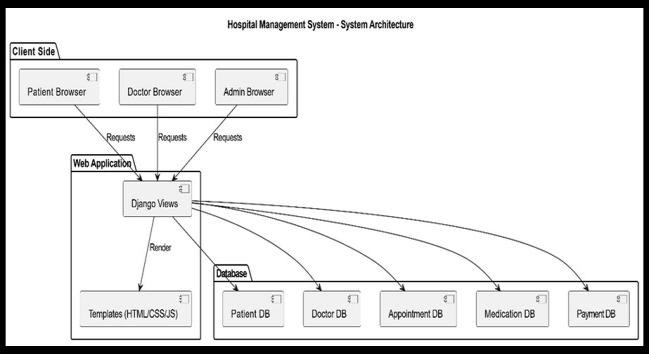 Hospital Management System - System Architecture
Client Side
Patient Browser
Doctor Browser
Admin Browser
Requests
Requests
Requests
Web Application
Django Views
Render
Templates (HTML/CSS/JS)
Database
Patient DB
Doctor DB
Appointment DB
Medication DB
Payment DB